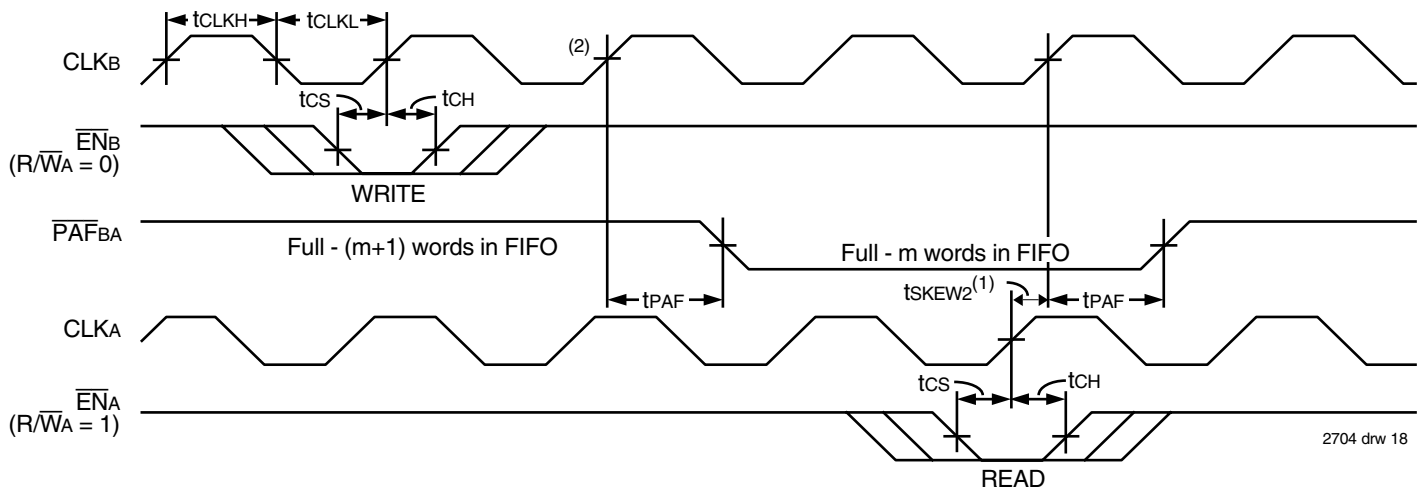 tCLKH tCLKL
CLKB
(2)
tCS tCH
ENB
(R/WA = 0)
WRITE
PAFBA
Full - (m+1) words in FIFO
Full - m words in FIFO
tPAF
tSKEW2(1)
tPAF
CLKA
tCS tCH
ENA
(R/WA = 1)
READ
2704 drw 18